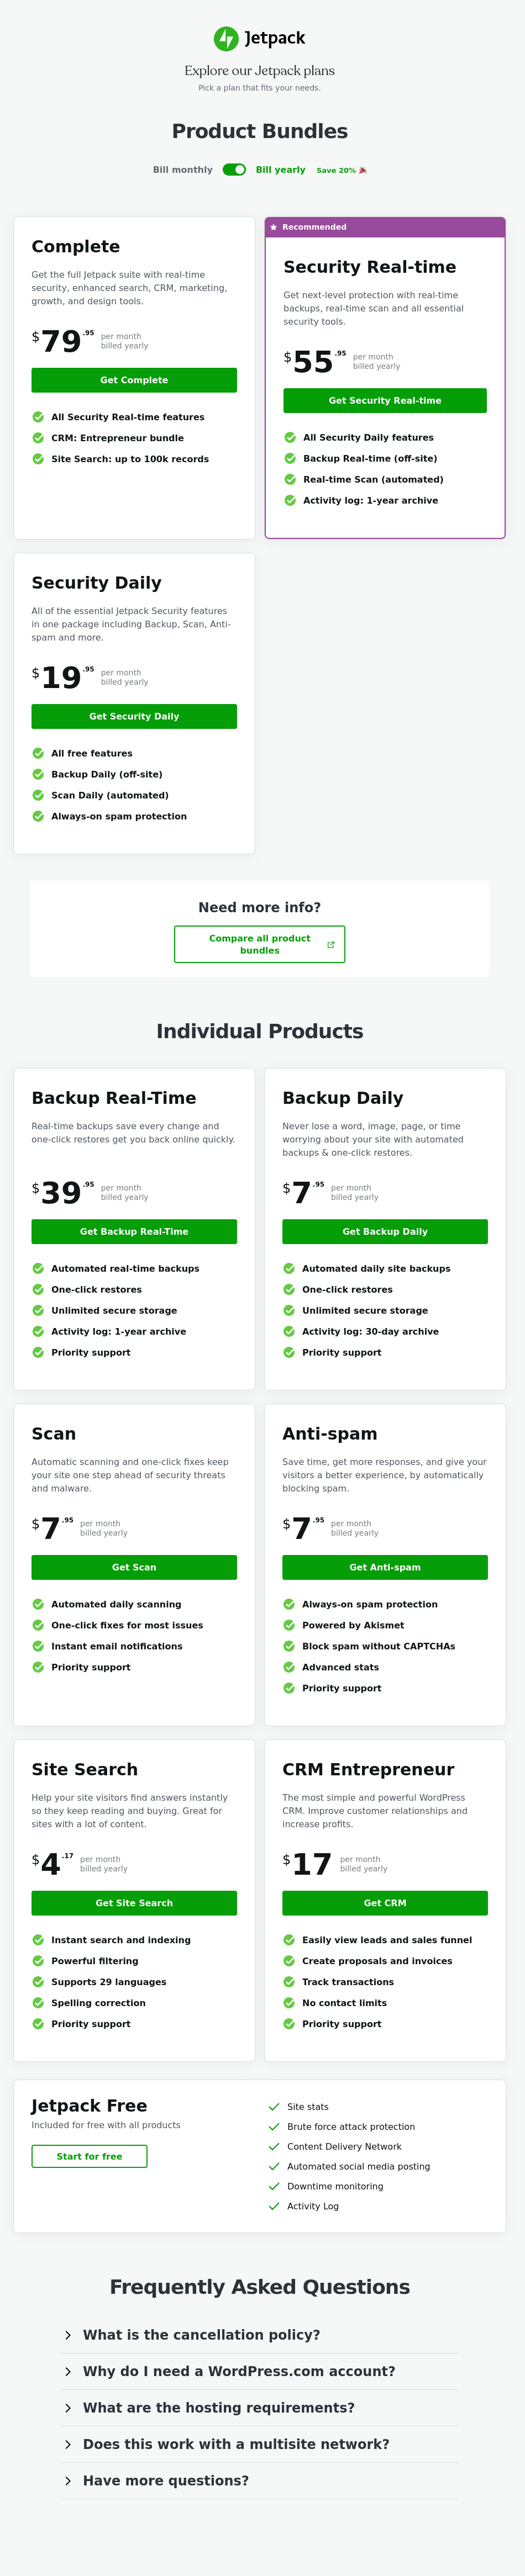 Jetpack
Explore our Jetpack plans
Pick a plan that fits your needs.
Product Bundles
Bill monthly Bill yearly Save 20% 🎉
Complete
Get the full Jetpack suite with real-time
security, enhanced search, CRM, marketing,
growth, and design tools.
$79.95 per month
billed yearly
Get Complete
All Security Real-time features
CRM: Entrepreneur bundle
Site Search: up to 100k records
Recommended
Security Real-time
Get next-level protection with real-time
backups, real-time scan and all essential
security tools.
$55.95 per month
billed yearly
Get Security Real-time
All Security Daily features
Backup Real-time (off-site)
Real-time Scan (automated)
Activity log: 1-year archive
Security Daily
All of the essential Jetpack Security features
in one package including Backup, Scan, Anti-
spam and more.
$19.95 per month
billed yearly
Get Security Daily
All free features
Backup Daily (off-site)
Scan Daily (automated)
Always-on spam protection
Need more info?
Compare all product
bundles
Individual Products
Backup Real-Time
Real-time backups save every change and
one-click restores get you back online quickly.
$39.95 per month
billed yearly
Get Backup Real-Time
Automated real-time backups
One-click restores
Unlimited secure storage
Activity log: 1-year archive
Priority support
Backup Daily
Never lose a word, image, page, or time
worrying about your site with automated
backups & one-click restores.
$7.95 per month
billed yearly
Get Backup Daily
Automated daily site backups
One-click restores
Unlimited secure storage
Activity log: 30-day archive
Priority support
Scan
Automatic scanning and one-click fixes keep
your site one step ahead of security threats
and malware.
$7.95 per month
billed yearly
Get Scan
Automated daily scanning
One-click fixes for most issues
Instant email notifications
Priority support
Anti-spam
Save time, get more responses, and give your
visitors a better experience, by automatically
blocking spam.
$7.95 per month
billed yearly
Get Anti-spam
Always-on spam protection
Powered by Akismet
Block spam without CAPTCHAs
Advanced stats
Priority support
Site Search
Help your site visitors find answers instantly
so they keep reading and buying. Great for
sites with a lot of content.
$4.17 per month
billed yearly
Get Site Search
Instant search and indexing
Powerful filtering
Supports 29 languages
Spelling correction
Priority support
CRM Entrepreneur
The most simple and powerful WordPress
CRM. Improve customer relationships and
increase profits.
$17 per month
billed yearly
Get CRM
Easily view leads and sales funnel
Create proposals and invoices
Track transactions
No contact limits
Priority support
Jetpack Free
Included for free with all products
Start for free
Site stats
Brute force attack protection
Content Delivery Network
Automated social media posting
Downtime monitoring
Activity Log
Frequently Asked Questions
What is the cancellation policy?
Why do I need a WordPress.com account?
What are the hosting requirements?
Does this work with a multisite network?
Have more questions?